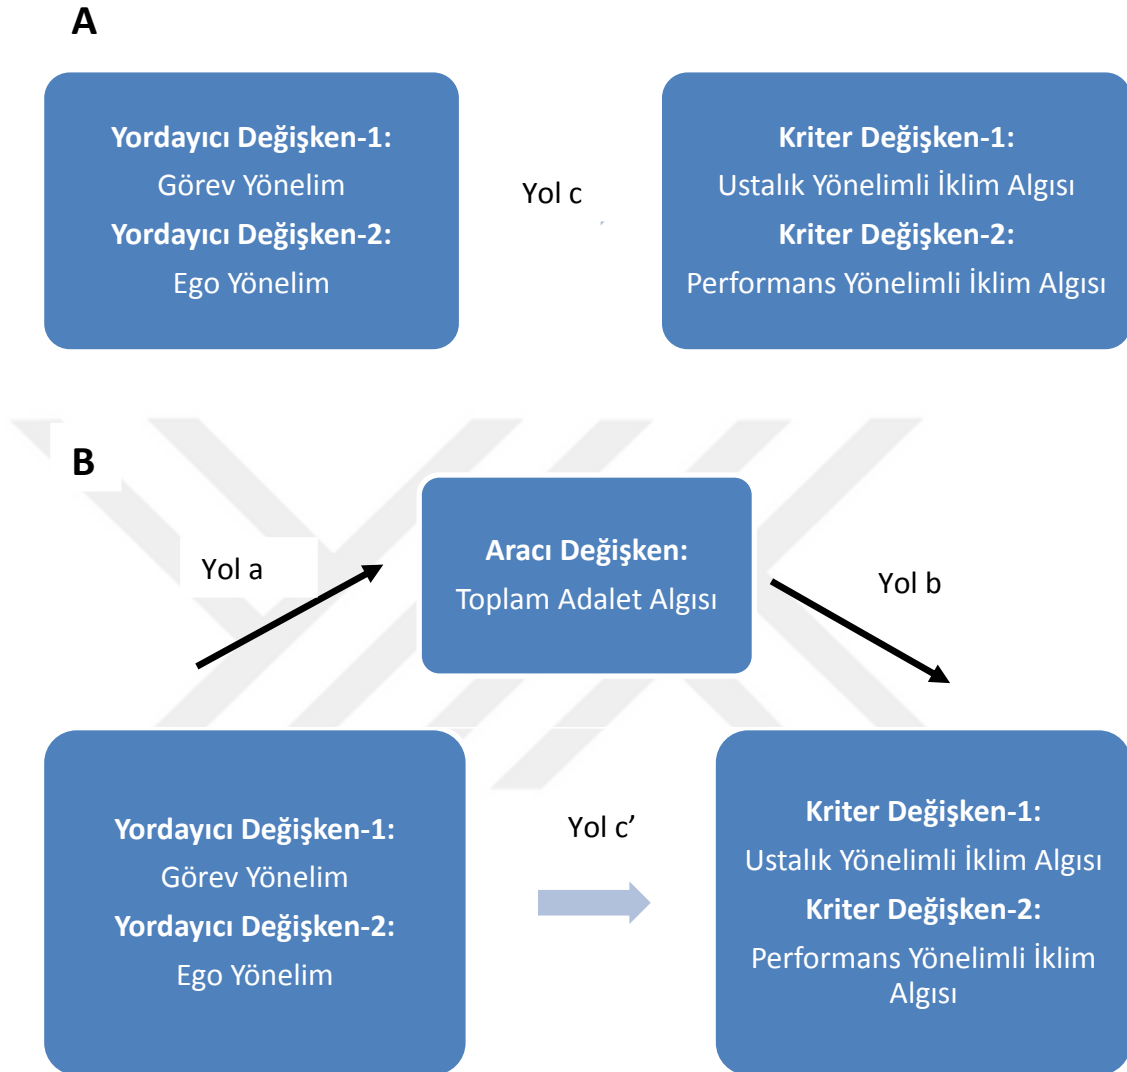 A
Yordayıcı Değişken-1:
Görev Yönelim
Yordayıcı Değişken-2:
Ego Yönelim
Yol c
Kriter Değişken-1:
Ustalık Yönelimli İklim Algısı
Kriter Değişken-2:
Performans Yönelimli İklim Algısı
B
Yol a
Aracı Değişken:
Toplam Adalet Algısı
Yol b
Yordayıcı Değişken-1:
Görev Yönelim
Yordayıcı Değişken-2:
Ego Yönelim
Yol c’
Kriter Değişken-1:
Ustalık Yönelimli İklim Algısı
Kriter Değişken-2:
Performans Yönelimli İklim
Algısı